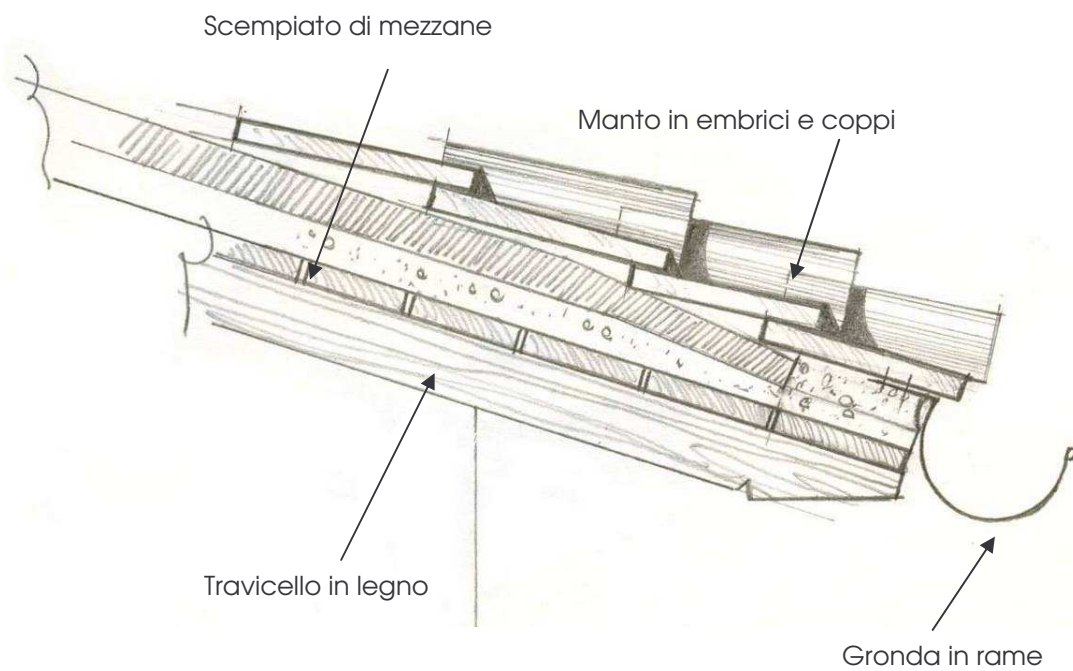 Scempiato di mezzane
Manto in embrici e coppi
Travicello in legno
Gronda in rame